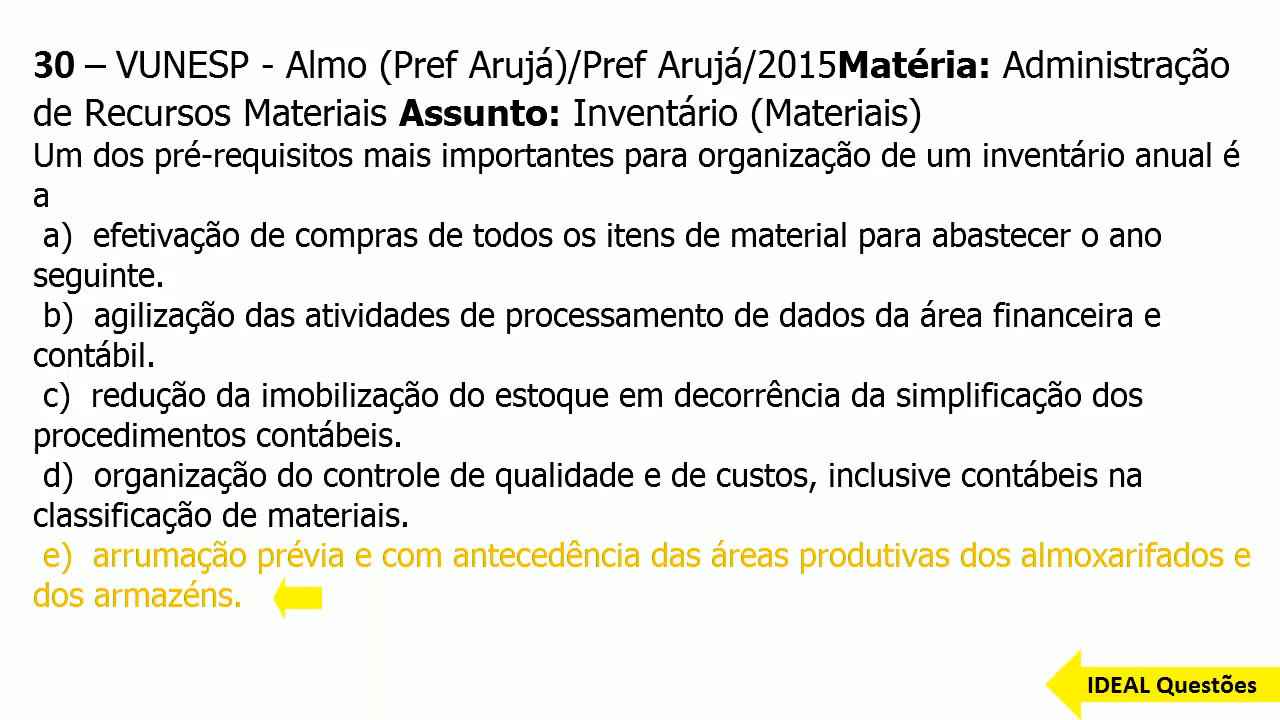 30 – VUNESP - Almo (Pref Arujá)/Pref Arujá/2015Matéria: Administração
de Recursos Materiais Assunto: Inventário (Materiais)
Um dos pré-requisitos mais importantes para organização de um inventário anual é
a
a) efetivação de compras de todos os itens de material para abastecer o ano
seguinte.
b) agilização das atividades de processamento de dados da área financeira e
contábil.
c) redução da imobilização do estoque em decorrência da simplificação dos
procedimentos contábeis.
d) organização do controle de qualidade e de custos, inclusive contábeis na
classificação de materiais.
e) arrumação prévia e com antecedência das áreas produtivas dos almoxarifados e
dos armazéns.
IDEAL Questões